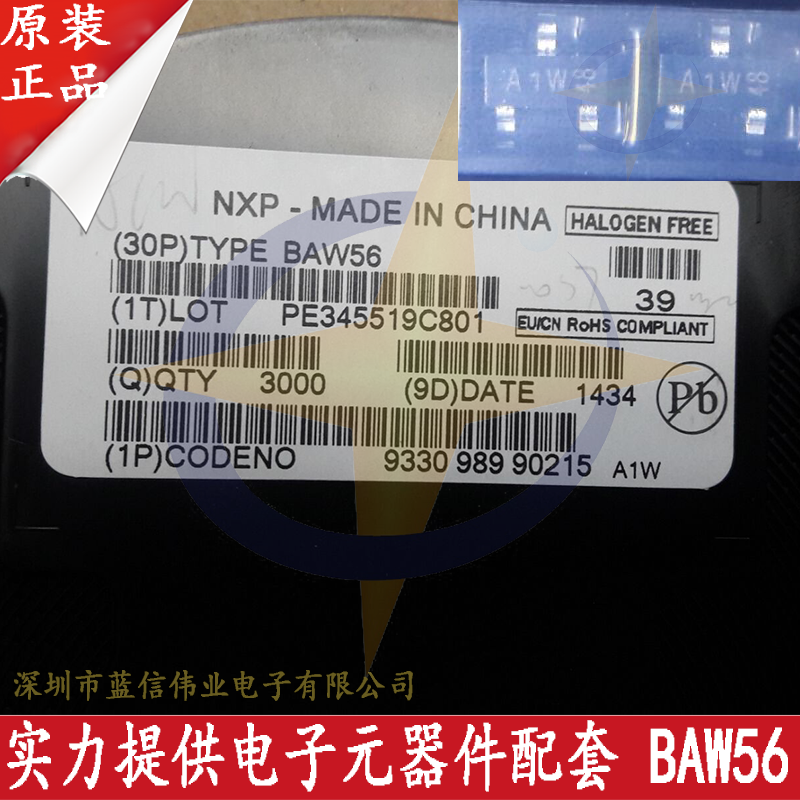 原装
正品
A1W 48
A1W 48
NXP - MADE IN CHINA
HALOGEN FREE
(30P)TYPE BAW56
39
(1T)LOT PE345519C801
EU/CN RoHS COMPLIANT
(Q)QTY 3000
(9D)DATE 1434
Pb
(1P)CODENO 9330 989 90215 A1W
深圳市蓝信伟业电子有限公司
实力提供电子元器件配套 BAW56